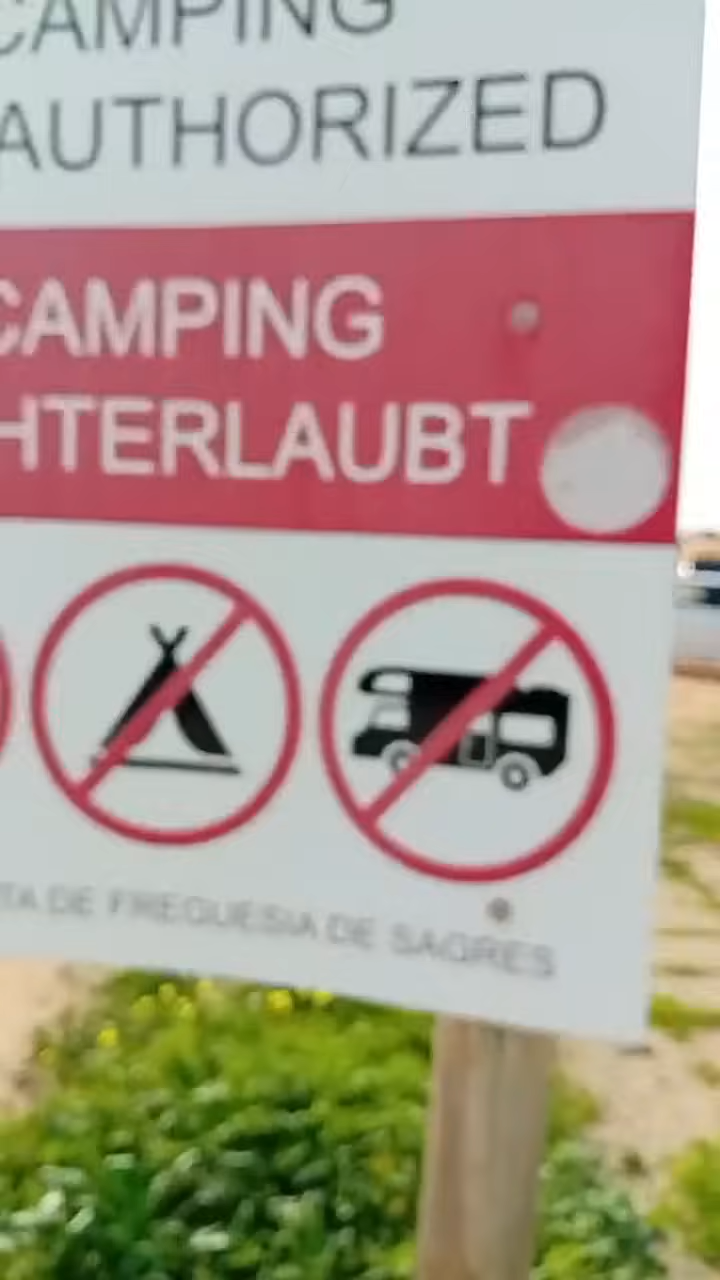 CAMPING
AUTHORIZED
CAMPING
HTERLAUBT
TA DE FREGUESIA DE SAGRES